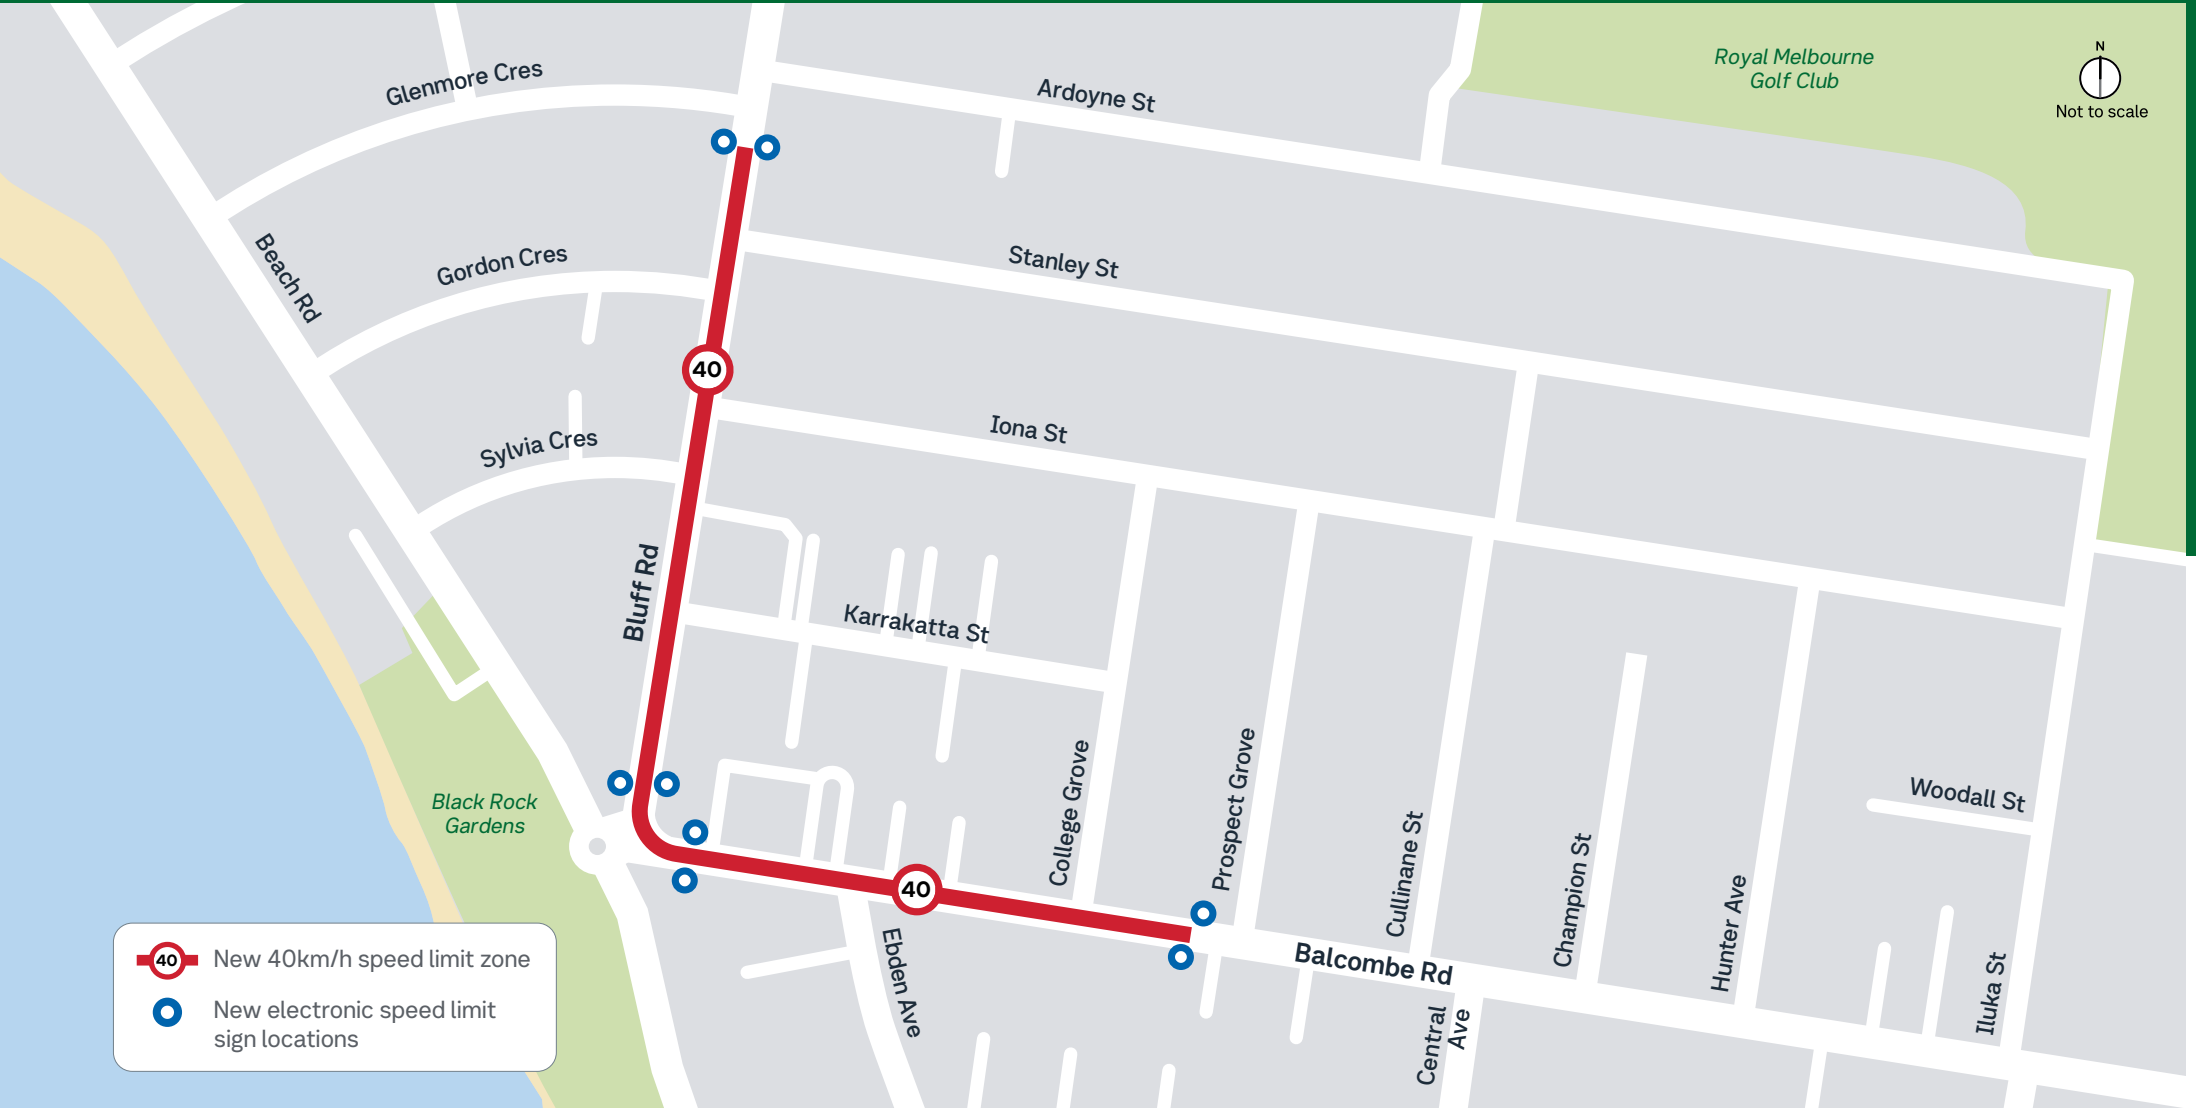 Royal Melbourne
Golf Club
N
Not to scale
Glenmore Cres
Ardoyne St
Beach Rd
Gordon Cres
Stanley St
40
Sylvia Cres
Iona St
Bluff Rd
Karrakatta St
College Grove
Prospect Grove
Cullinane St
Champion St
Hunter Ave
Woodall St
Iluka St
Black Rock
Gardens
40
Balcombe Rd
Ebden Ave
Central
Ave
40
New 40km/h speed limit zone
New electronic speed limit
sign locations